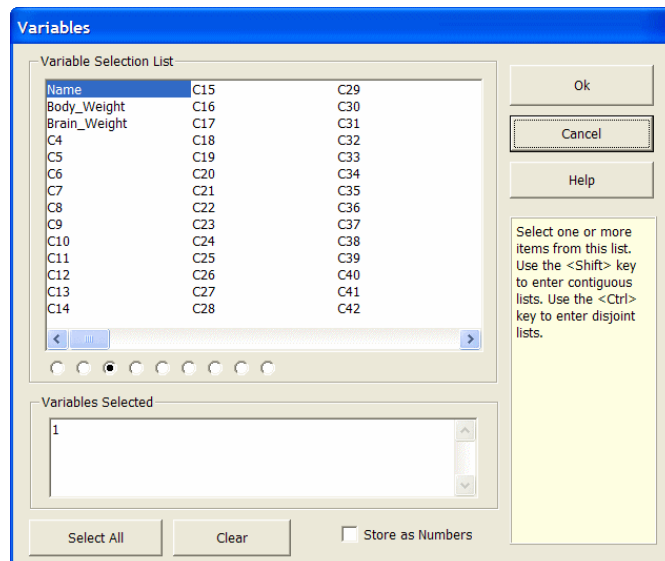 Variables
Variable Selection List
Name C15 C29
Body_Weight C16 C30
Brain_Weight C17 C31
C4 C18 C32
C5 C19 C33
C6 C20 C34
C7 C21 C35
C8 C22 C36
C9 C23 C37
C10 C24 C38
C11 C25 C39
C12 C26 C40
C13 C27 C41
C14 C28 C42
Ok
Cancel
Help
Select one or more
items from this list.
Use the <Shift> key
to enter contiguous
lists. Use the <Ctrl>
key to enter disjoint
lists.
Variables Selected
1
Select All
Clear
Store as Numbers